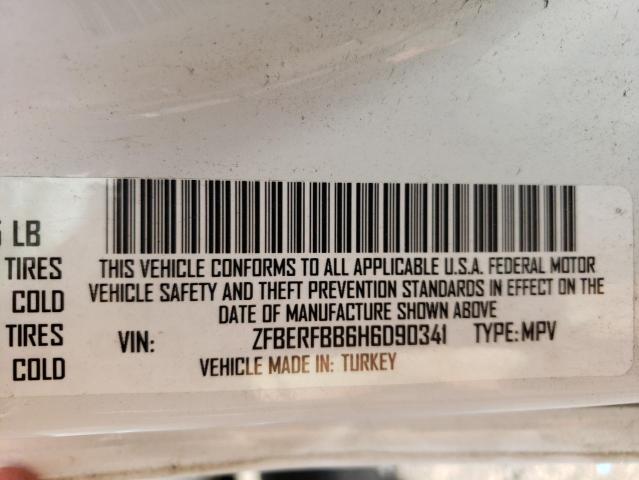 LB
TIRES
COLD
TIRES
COLD
THIS VEHICLE CONFORMS TO ALL APPLICABLE U.S.A. FEDERAL MOTOR
VEHICLE SAFETY AND THEFT PREVENTION STANDARDS IN EFFECT ON THE
DATE OF MANUFACTURE SHOWN ABOVE
VIN: ZFBERFBB6H6D90341 TYPE: MPV
VEHICLE MADE IN: TURKEY